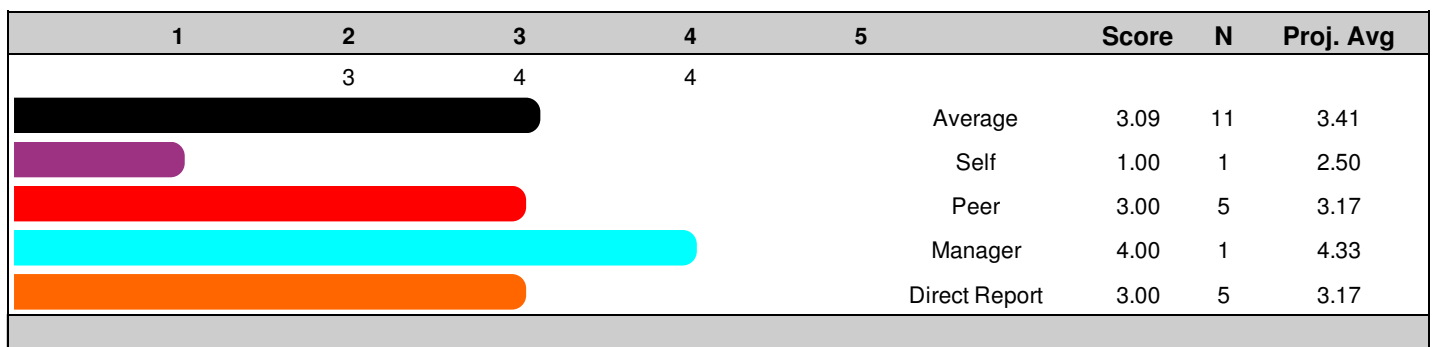 1 2 3 4 5 Score N Proj. Avg
3 4 4
Average 3.09 11 3.41
Self 1.00 1 2.50
Peer 3.00 5 3.17
Manager 4.00 1 4.33
Direct Report 3.00 5 3.17